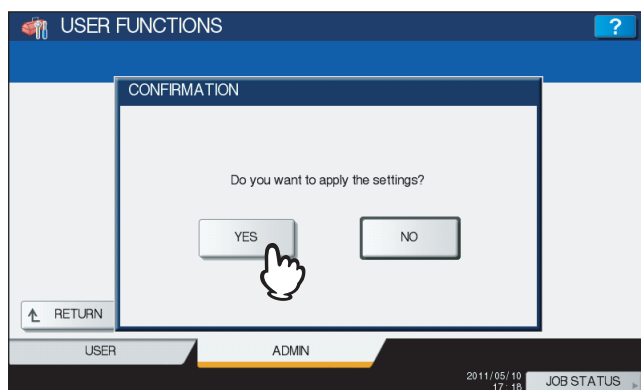 USER FUNCTIONS
?
CONFIRMATION
Do you want to apply the settings?
YES
NO
RETURN
USER
ADMIN
2011/05/10
17:18
JOB STATUS